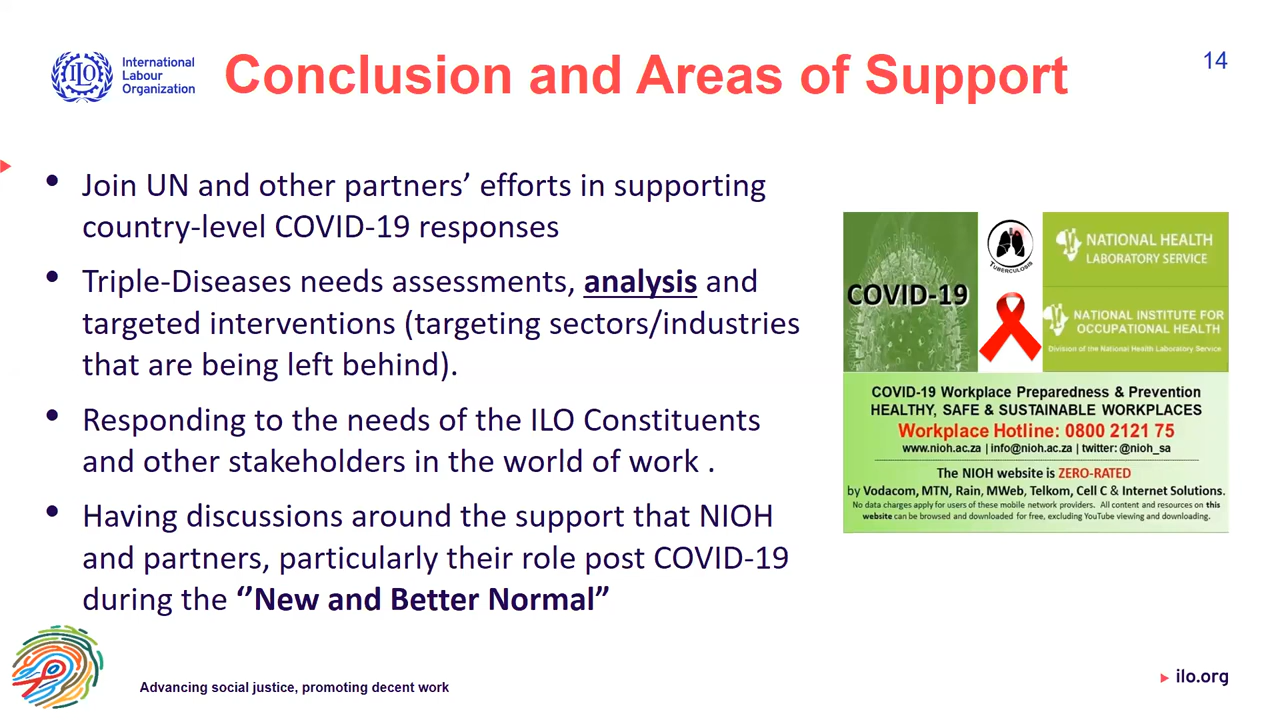 International
Labour
Organization
ILO
Conclusion and Areas of Support
14
• Join UN and other partners’ efforts in supporting
country-level COVID-19 responses
• Triple-Diseases needs assessments, analysis and
targeted interventions (targeting sectors/industries
that are being left behind).
• Responding to the needs of the ILO Constituents
and other stakeholders in the world of work .
• Having discussions around the support that NIOH
and partners, particularly their role post COVID-19
during the ‘’New and Better Normal”
COVID-19
TUBERCULOSIS
NATIONAL HEALTH
LABORATORY SERVICE
NATIONAL INSTITUTE FOR
OCCUPATIONAL HEALTH
Division of the National Health Laboratory Service
COVID-19 Workplace Preparedness & Prevention
HEALTHY, SAFE & SUSTAINABLE WORKPLACES
Workplace Hotline: 0800 2121 75
www.nioh.ac.za | info@nioh.ac.za | twitter: @nioh_sa
The NIOH website is ZERO-RATED
by Vodacom, MTN, Rain, MWeb, Telkom, Cell C & Internet Solutions.
No data charges apply for users of these mobile network providers. All content and resources on this
website can be browsed and downloaded for free, excluding YouTube viewing and downloading.
Advancing social justice, promoting decent work
ilo.org